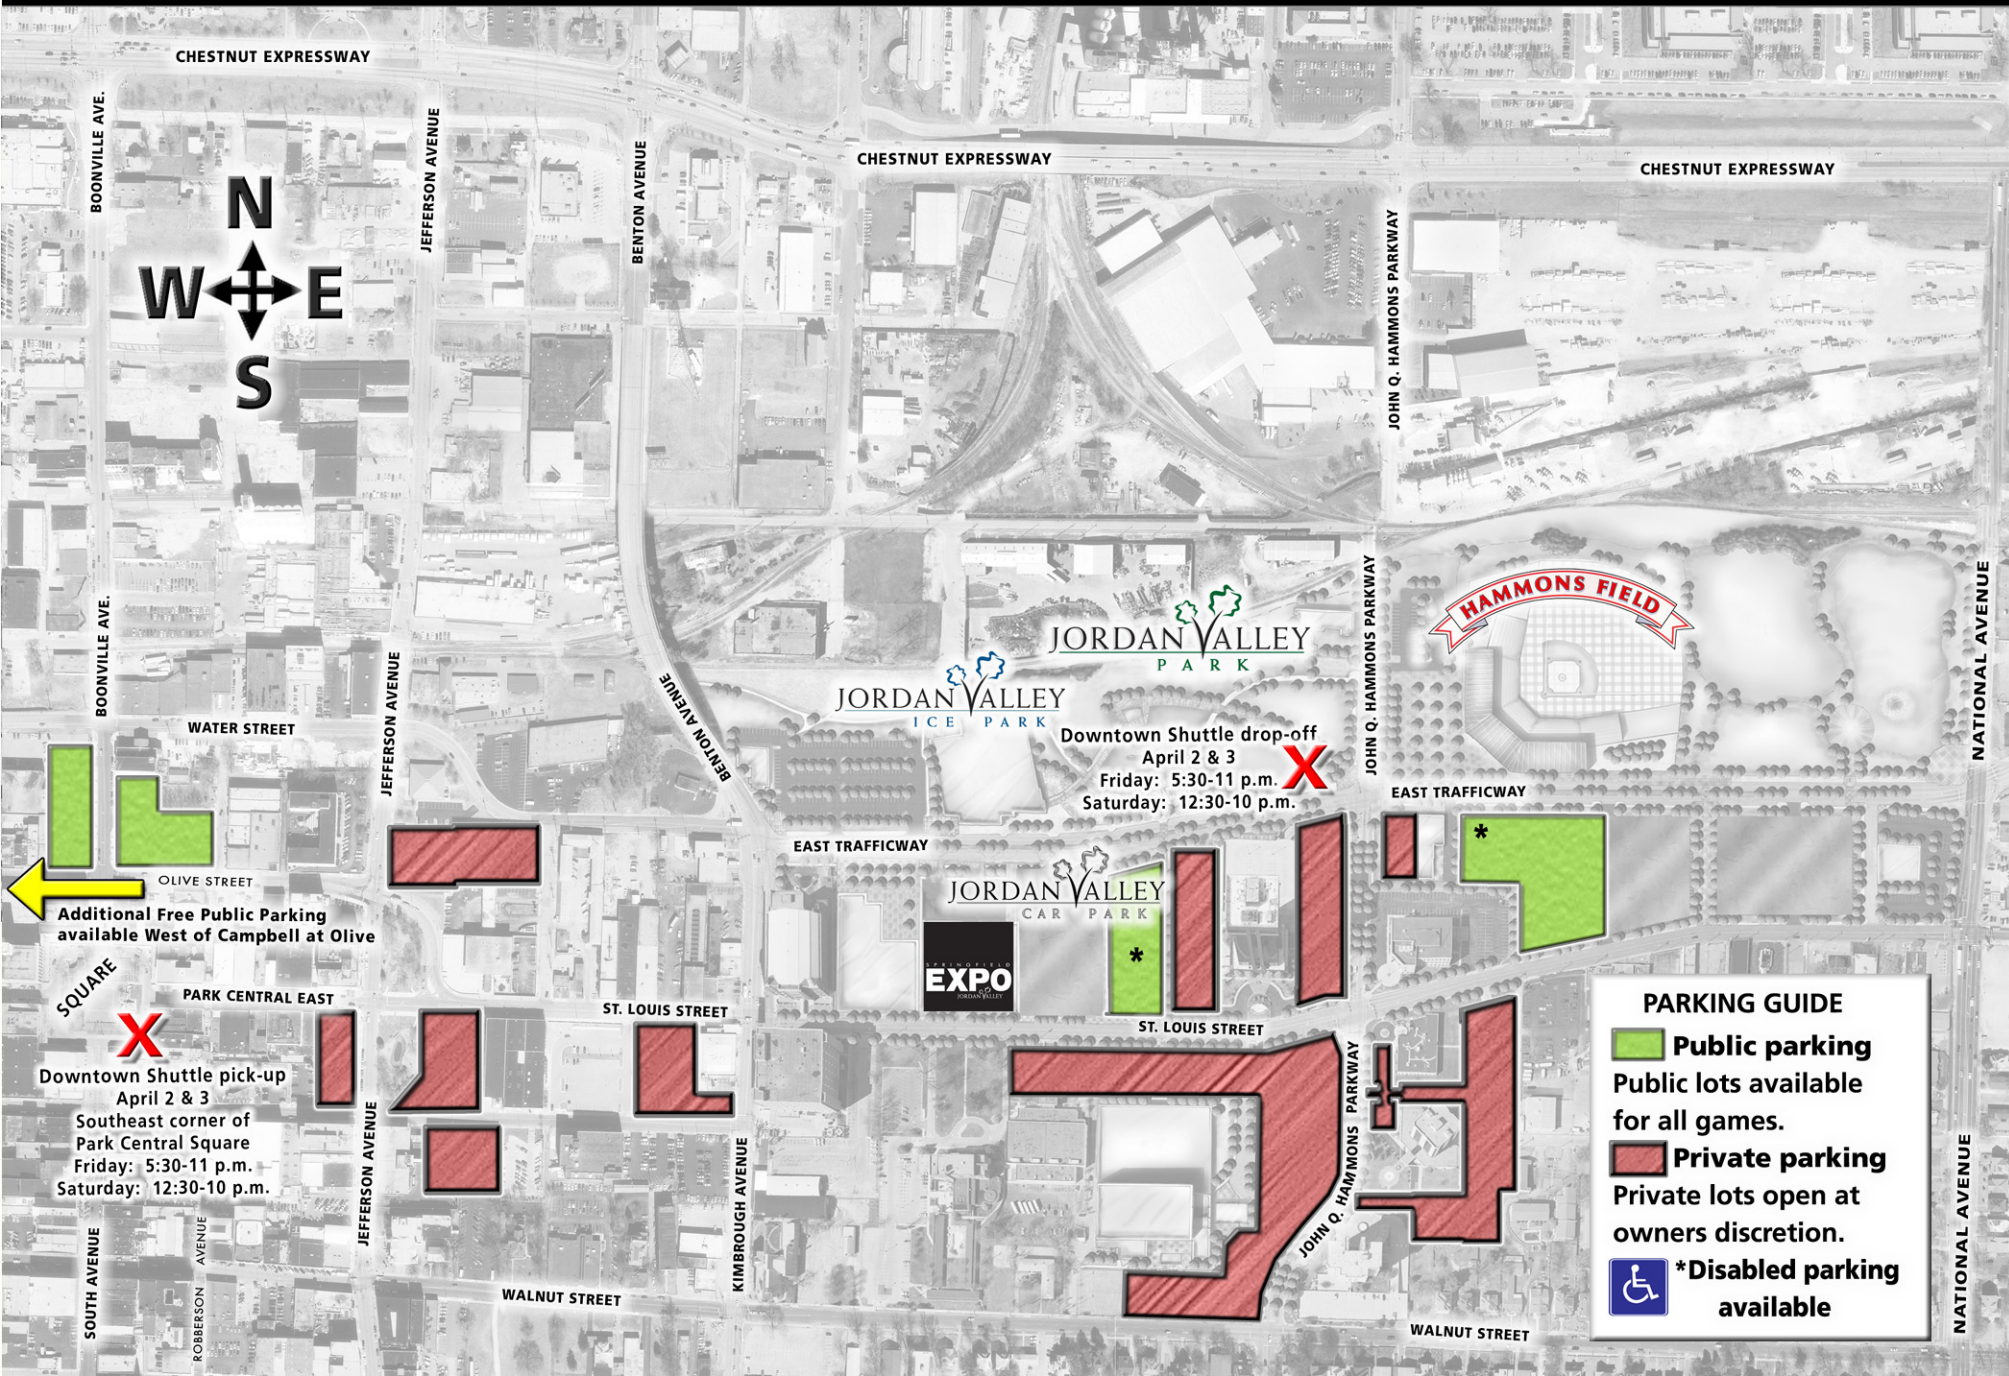 CHESTNUT EXPRESSWAY
CHESTNUT EXPRESSWAY
CHESTNUT EXPRESSWAY
BOONVILLE AVE.
JEFFERSON AVENUE
BENTON AVENUE
JOHN Q. HAMMONS PARKWAY
N
W E
S
HAMMONS FIELD
JORDAN VALLEY
PARK
JORDAN VALLEY
ICE PARK
BOONVILLE AVE.
JEFFERSON AVENUE
BENTON AVENUE
JOHN Q. HAMMONS PARKWAY
NATIONAL AVENUE
WATER STREET
Downtown Shuttle drop-off
April 2 & 3
Friday: 5:30-11 p.m.
Saturday: 12:30-10 p.m.
X
EAST TRAFFICWAY
EAST TRAFFICWAY
*
OLIVE STREET
Additional Free Public Parking
available West of Campbell at Olive
JORDAN VALLEY
CAR PARK
*
SPRINGFIELD
EXPO
JORDAN VALLEY
SQUARE
PARK CENTRAL EAST
ST. LOUIS STREET
ST. LOUIS STREET
X
Downtown Shuttle pick-up
April 2 & 3
Southeast corner of
Park Central Square
Friday: 5:30-11 p.m.
Saturday: 12:30-10 p.m.
JEFFERSON AVENUE
KIMBROUGH AVENUE
JOHN Q. HAMMONS PARKWAY
SOUTH AVENUE
ROBBERSON AVENUE
WALNUT STREET
WALNUT STREET
NATIONAL AVENUE
PARKING GUIDE
Public parking
Public lots available
for all games.
Private parking
Private lots open at
owners discretion.
*Disabled parking
available